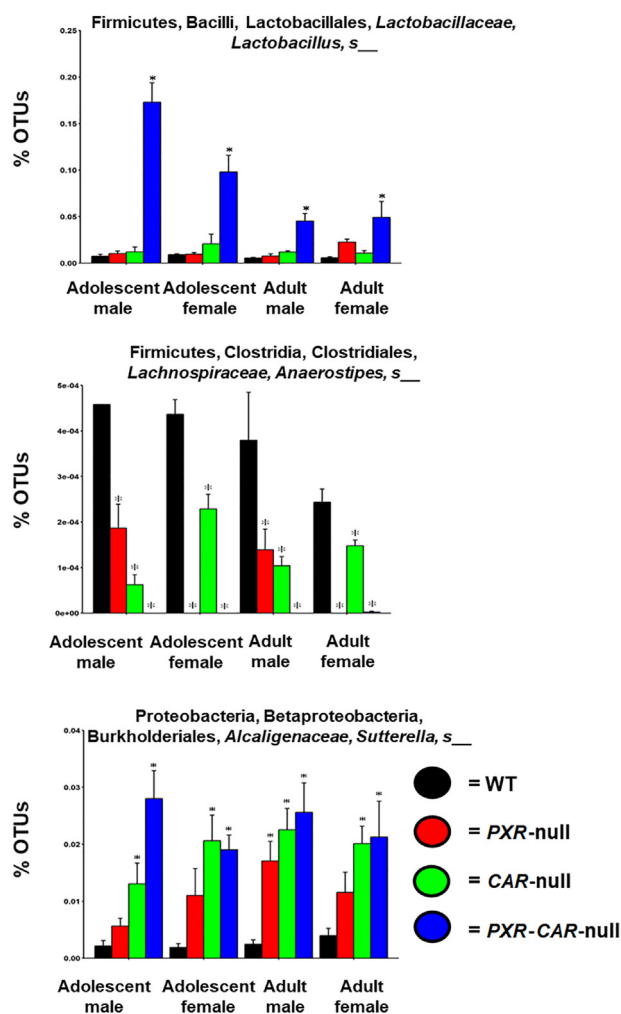 Firmicutes, Bacilli, Lactobacillales, Lactobacillaceae,
Lactobacillus, s__
% OTUs
0.25
0.20
0.15
0.10
0.05
0.00
*
*
*
*
Adolescent male
Adolescent female
Adult male
Adult female
Firmicutes, Clostridia, Clostridiales,
Lachnospiraceae, Anaerostipes, s__
% OTUs
5e-04
4e-04
3e-04
2e-04
1e-04
0e+00
* * *
* * *
* * *
* * *
Adolescent male
Adolescent female
Adult male
Adult female
Proteobacteria, Betaproteobacteria,
Burkholderiales, Alcaligenaceae, Sutterella, s__
% OTUs
0.04
0.03
0.02
0.01
0.00
* *
* *
* * *
* *
Adolescent male
Adolescent female
Adult male
Adult female
= WT
= PXR-null
= CAR-null
= PXR-CAR-null